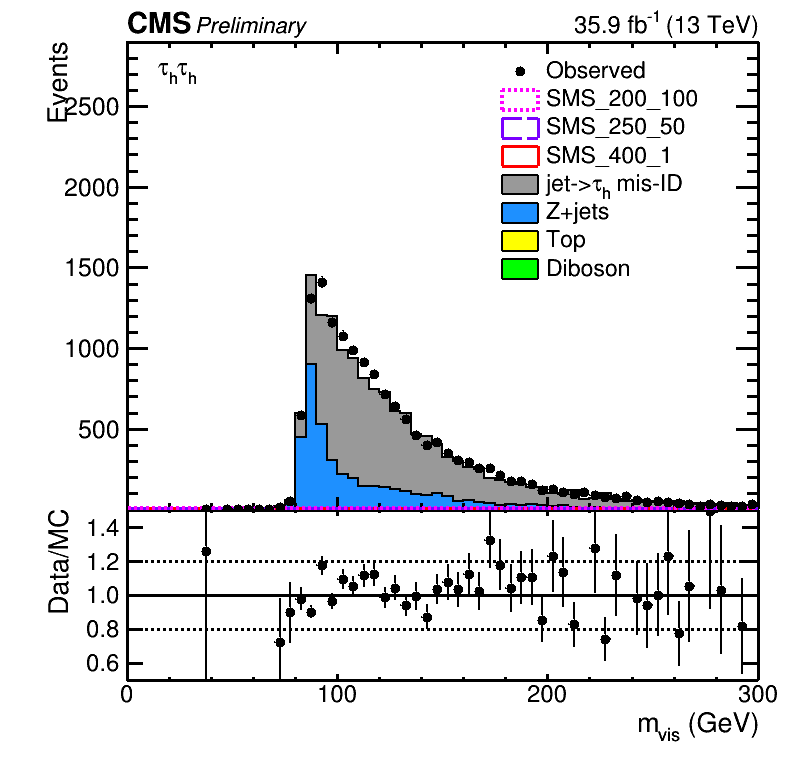 CMS Preliminary 35.9 fb⁻¹ (13 TeV)
τₕτₕ
Events
2500
2000
1500
1000
500
Observed
SMS_200_100
SMS_250_50
SMS_400_1
jet->τₕ mis-ID
Z+jets
Top
Diboson
Data/MC
1.4
1.2
1.0
0.8
0.6
0 100 200 300
m_vis (GeV)